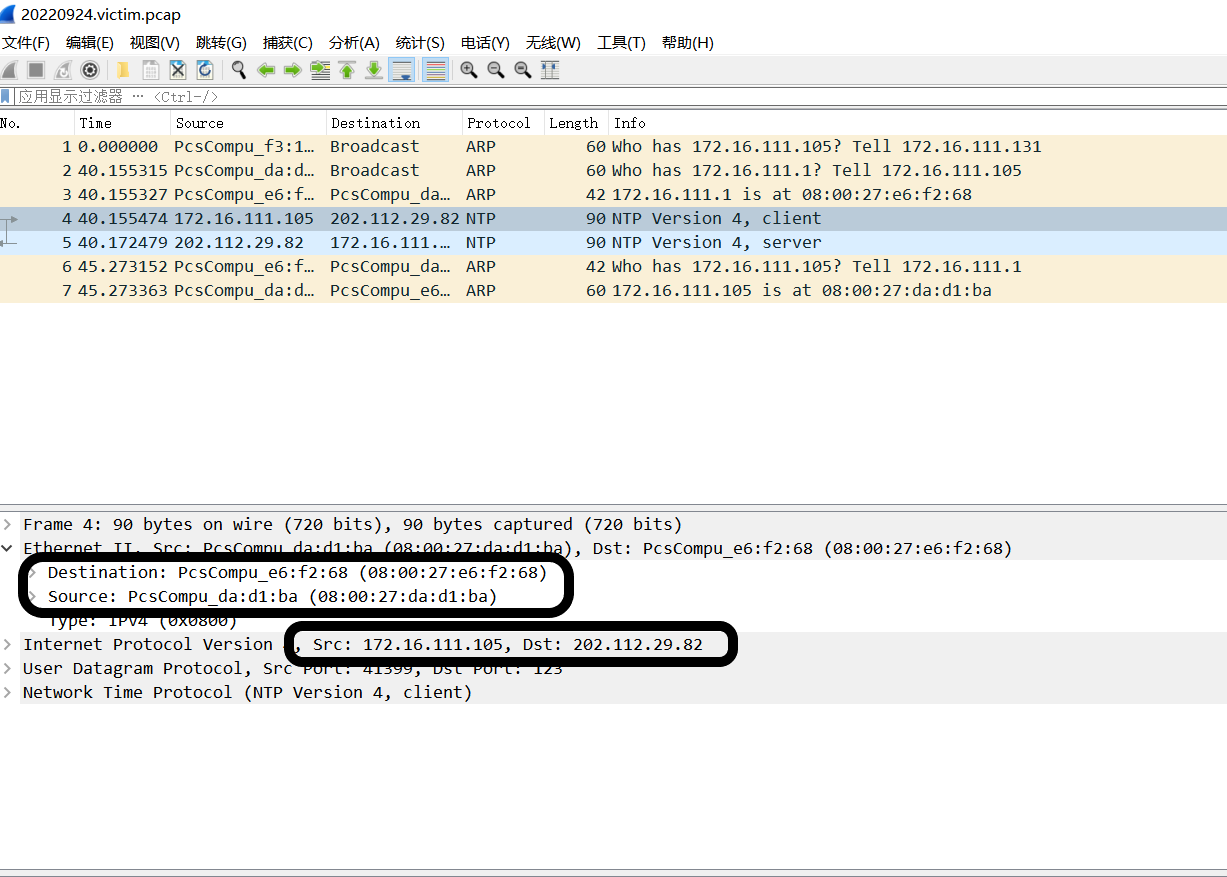 20220924.victim.pcap
文件(F) 编辑(E) 视图(V) 跳转(G) 捕获(C) 分析(A) 统计(S) 电话(Y) 无线(W) 工具(T) 帮助(H)
应用显示过滤器 … <Ctrl-/>
No. Time Source Destination Protocol Length Info
1 0.000000 PcsCompu_f3:1… Broadcast ARP 60 Who has 172.16.111.105? Tell 172.16.111.131
2 40.155315 PcsCompu_da:d… Broadcast ARP 60 Who has 172.16.111.1? Tell 172.16.111.105
3 40.155327 PcsCompu_e6:f… PcsCompu_da… ARP 42 172.16.111.1 is at 08:00:27:e6:f2:68
4 40.155474 172.16.111.105 202.112.29.82 NTP 90 NTP Version 4, client
5 40.172479 202.112.29.82 172.16.111.… NTP 90 NTP Version 4, server
6 45.273152 PcsCompu_e6:f… PcsCompu_da… ARP 42 Who has 172.16.111.105? Tell 172.16.111.1
7 45.273363 PcsCompu_da:d… PcsCompu_e6… ARP 60 172.16.111.105 is at 08:00:27:da:d1:ba
Frame 4: 90 bytes on wire (720 bits), 90 bytes captured (720 bits)
Ethernet II, Src: PcsCompu_da:d1:ba (08:00:27:da:d1:ba), Dst: PcsCompu_e6:f2:68 (08:00:27:e6:f2:68)
Destination: PcsCompu_e6:f2:68 (08:00:27:e6:f2:68)
Source: PcsCompu_da:d1:ba (08:00:27:da:d1:ba)
Type: IPv4 (0x0800)
Internet Protocol Version , Src: 172.16.111.105, Dst: 202.112.29.82
User Datagram Protocol, Src Port: 41399, Dst Port: 123
Network Time Protocol (NTP Version 4, client)